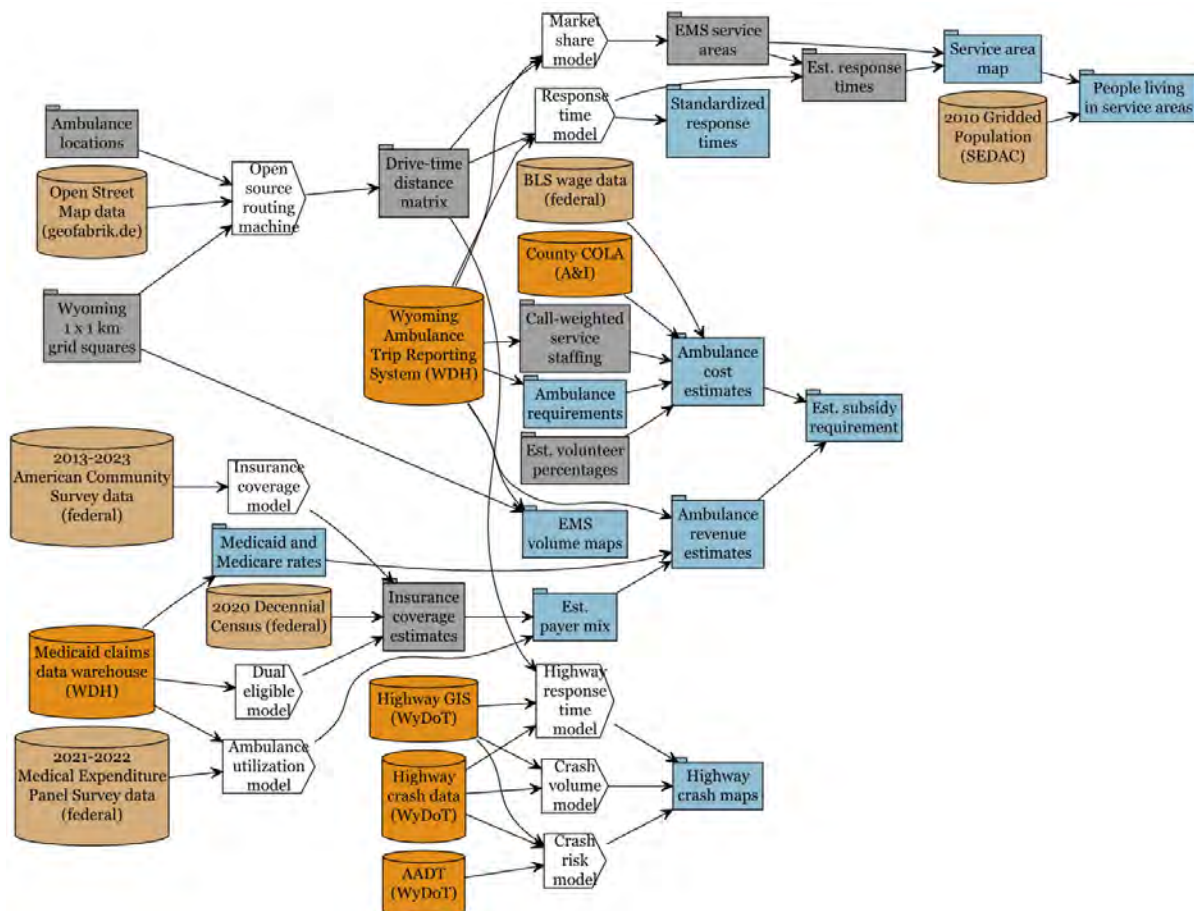 Market
share
model
EMS service
areas
Service area
map
Est. response
times
People living
in service areas
Ambulance
locations
Response
time
model
Standardized
response
times
2010 Gridded
Population
(SEDAC)
Open Street
Map data
(geofabrik.de)
Open
source
routing
machine
Drive-time
distance
matrix
BLS wage data
(federal)
County COLA
(A&I)
Wyoming
1 x 1 km
grid squares
Wyoming
Ambulance
Trip Reporting
System (WDH)
Call-weighted
service
staffing
Ambulance
cost
estimates
Ambulance
requirements
Est. subsidy
requirement
Est. volunteer
percentages
2013-2023
American Community
Survey data
(federal)
Insurance
coverage
model
EMS
volume maps
Ambulance
revenue
estimates
Medicaid and
Medicare rates
2020 Decennial
Census (federal)
Insurance
coverage
estimates
Est.
payer mix
Medicaid claims
data warehouse
(WDH)
Dual
eligible
model
Highway
response
time
model
Highway GIS
(WyDoT)
2021-2022
Medical Expenditure
Panel Survey data
(federal)
Ambulance
utilization
model
Highway
crash data
(WyDoT)
Crash
volume
model
Highway
crash maps
Crash
risk
model
AADT
(WyDoT)